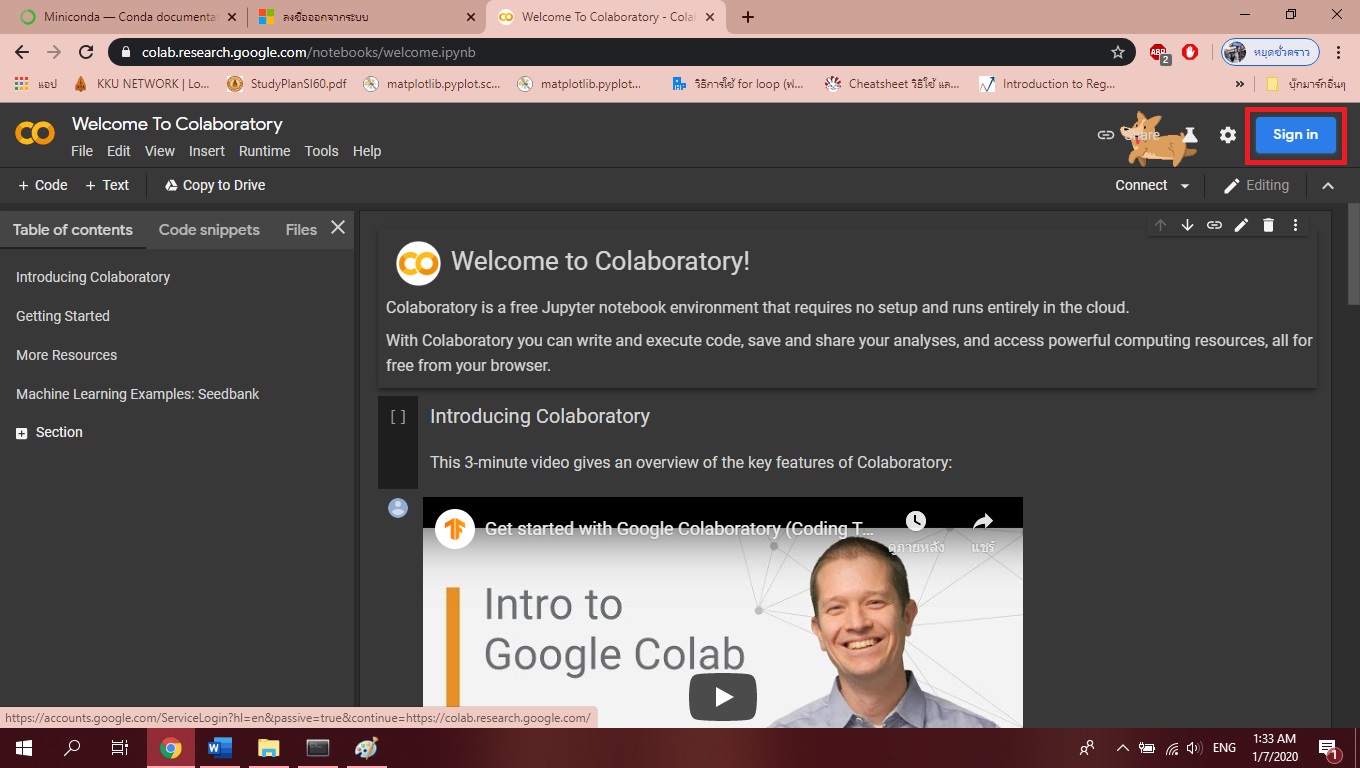 Miniconda — Conda documentat
ลงชื่อออกจากระบบ
Welcome To Colaboratory - Cola
colab.research.google.com/notebooks/welcome.ipynb
ABP
2
หยุดชั่วคราว
แอป
KKU NETWORK | Lo...
StudyPlanSI60.pdf
matplotlib.pyplot.sc...
matplotlib.pyplot...
วิธีการใช้ for loop (ฟ...
Cheatsheet วิธีใช้ แล...
Introduction to Reg...
»
บุ๊กมาร์กอื่นๆ
Welcome To Colaboratory
Share
Sign in
File Edit View Insert Runtime Tools Help
+ Code + Text Copy to Drive
Connect
Editing
Table of contents Code snippets Files
Introducing Colaboratory
Getting Started
More Resources
Machine Learning Examples: Seedbank
Section
Welcome to Colaboratory!
Colaboratory is a free Jupyter notebook environment that requires no setup and runs entirely in the cloud.
With Colaboratory you can write and execute code, save and share your analyses, and access powerful computing resources, all for
free from your browser.
[ ]
Introducing Colaboratory
This 3-minute video gives an overview of the key features of Colaboratory:
Get started with Google Colaboratory (Coding T...
ดูภายหลัง
แชร์
Intro to
Google Colab
https://accounts.google.com/ServiceLogin?hl=en&passive=true&continue=https://colab.research.google.com/
ENG
1:33 AM
1/7/2020
1